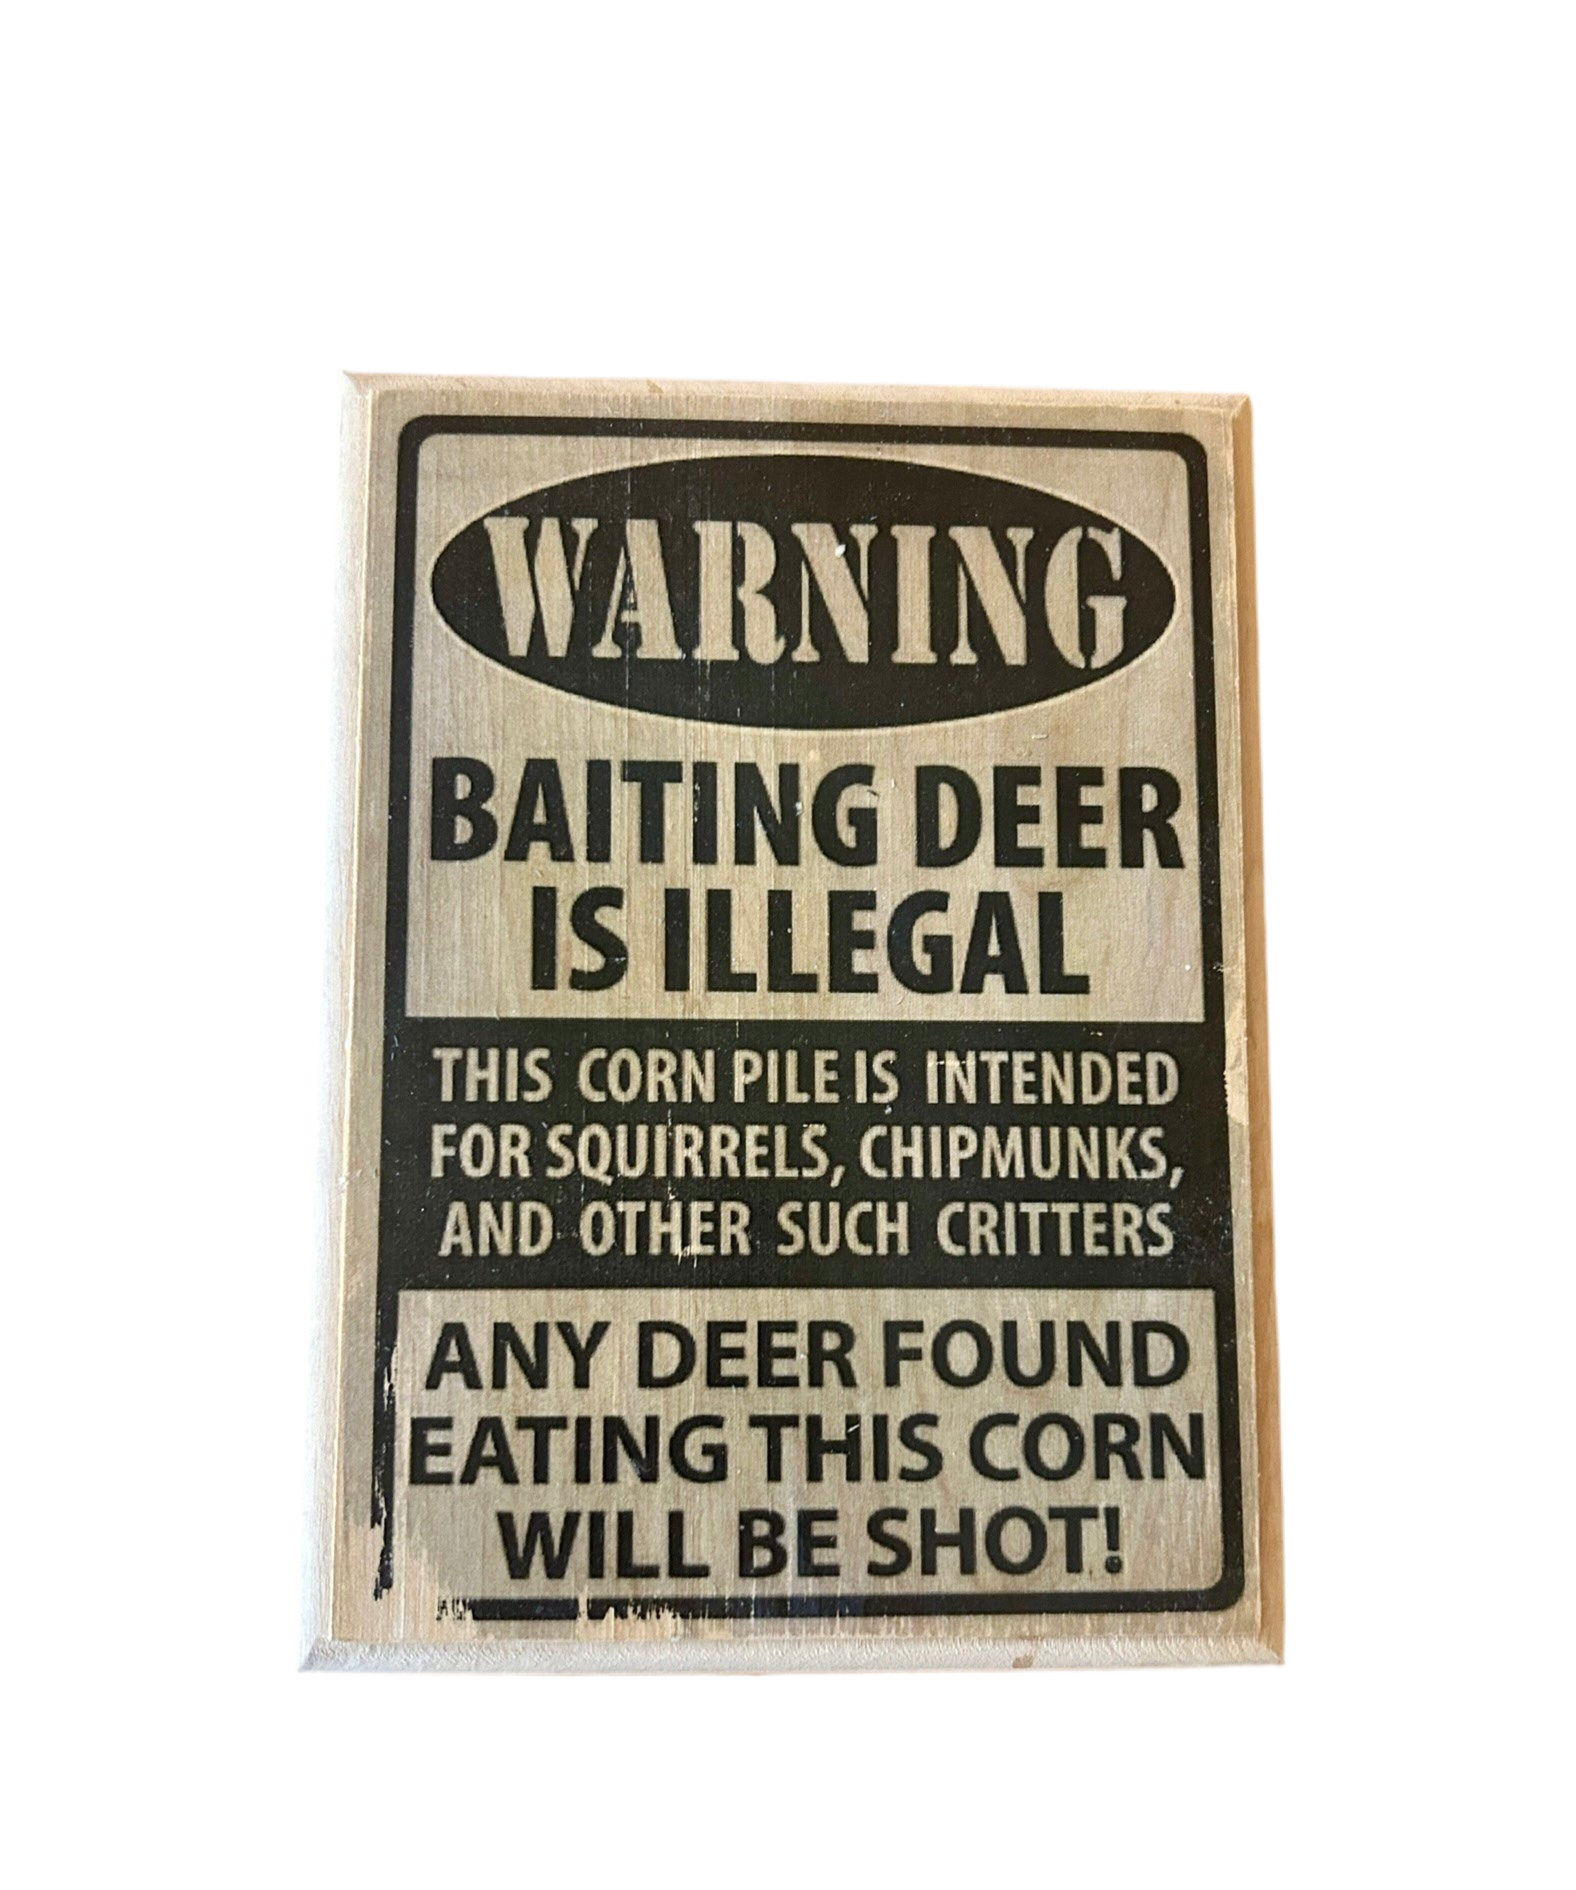 WARNING
BAITING DEER
IS ILLEGAL
THIS CORN PILE IS INTENDED
FOR SQUIRRELS, CHIPMUNKS,
AND OTHER SUCH CRITTERS
ANY DEER FOUND
EATING THIS CORN
WILL BE SHOT!